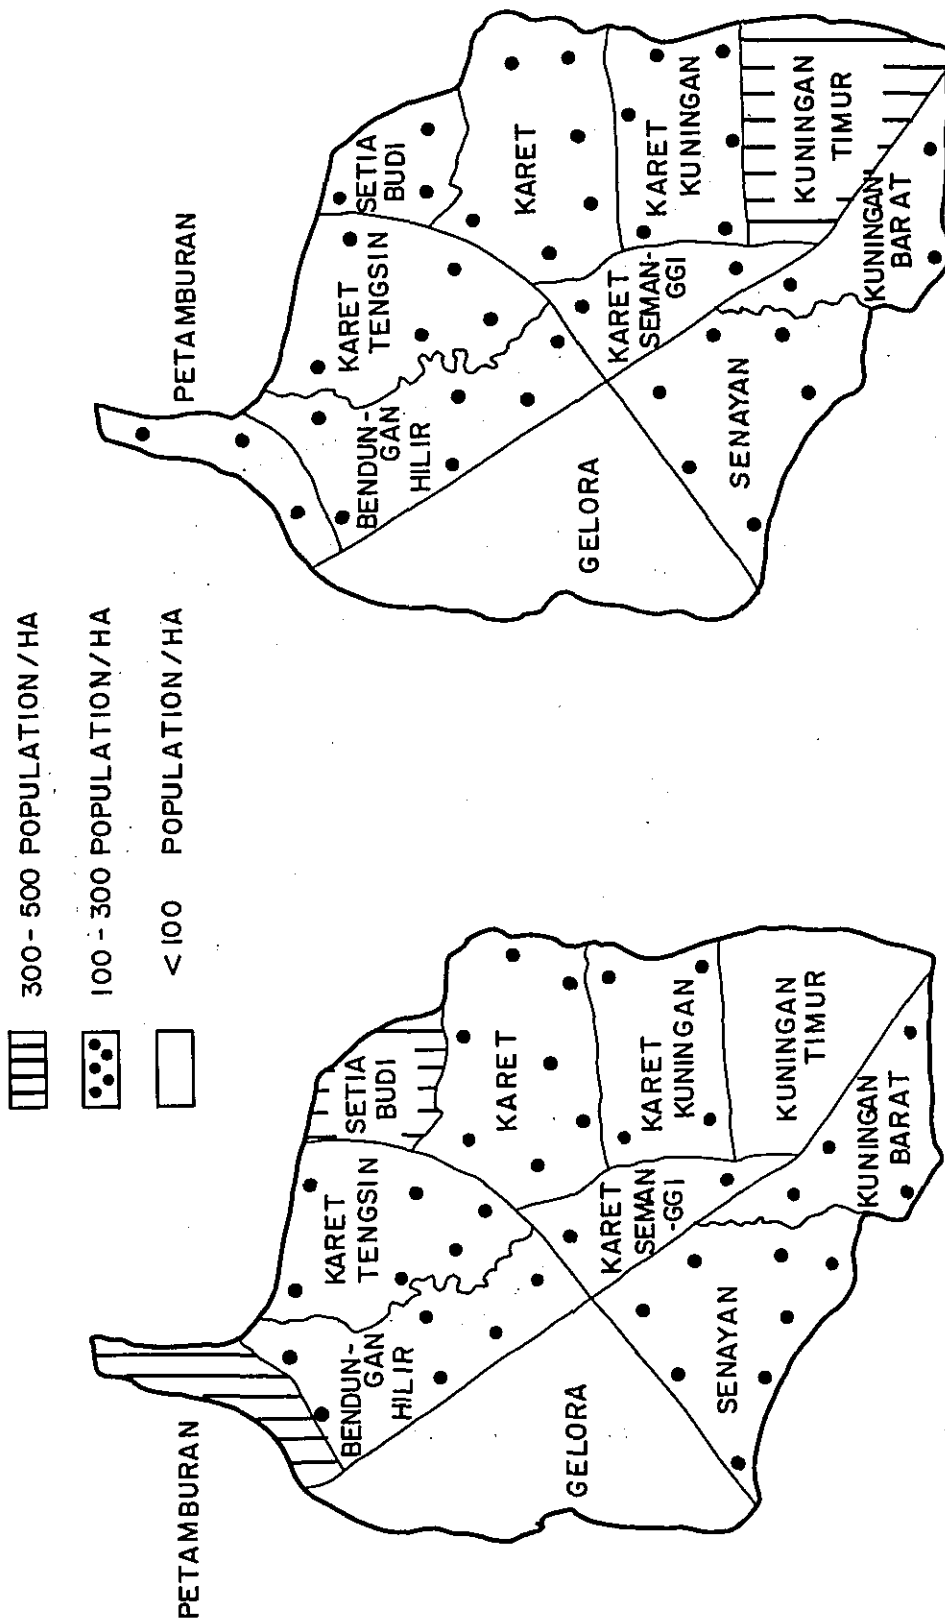 300-500 POPULATION/HA
100-300 POPULATION/HA
<100 POPULATION/HA
PETAMBURAN
BENDUN-
GAN
HILIR
KARET
TENGSIN
SETIA
BUDI
GELORA
KARET
SEMAN
-GGI
KARET
KARET
KUNINGAN
SENAYAN
KUNINGAN
BARAT
KUNINGAN
TIMUR
PETAMBURAN
BENDUN-
GAN
HILIR
KARET
TENGSIN
SETIA
BUDI
GELORA
KARET
SEMAN-
GGI
KARET
KARET
KUNINGAN
SENAYAN
KUNINGAN
BARAT
KUNINGAN
TIMUR